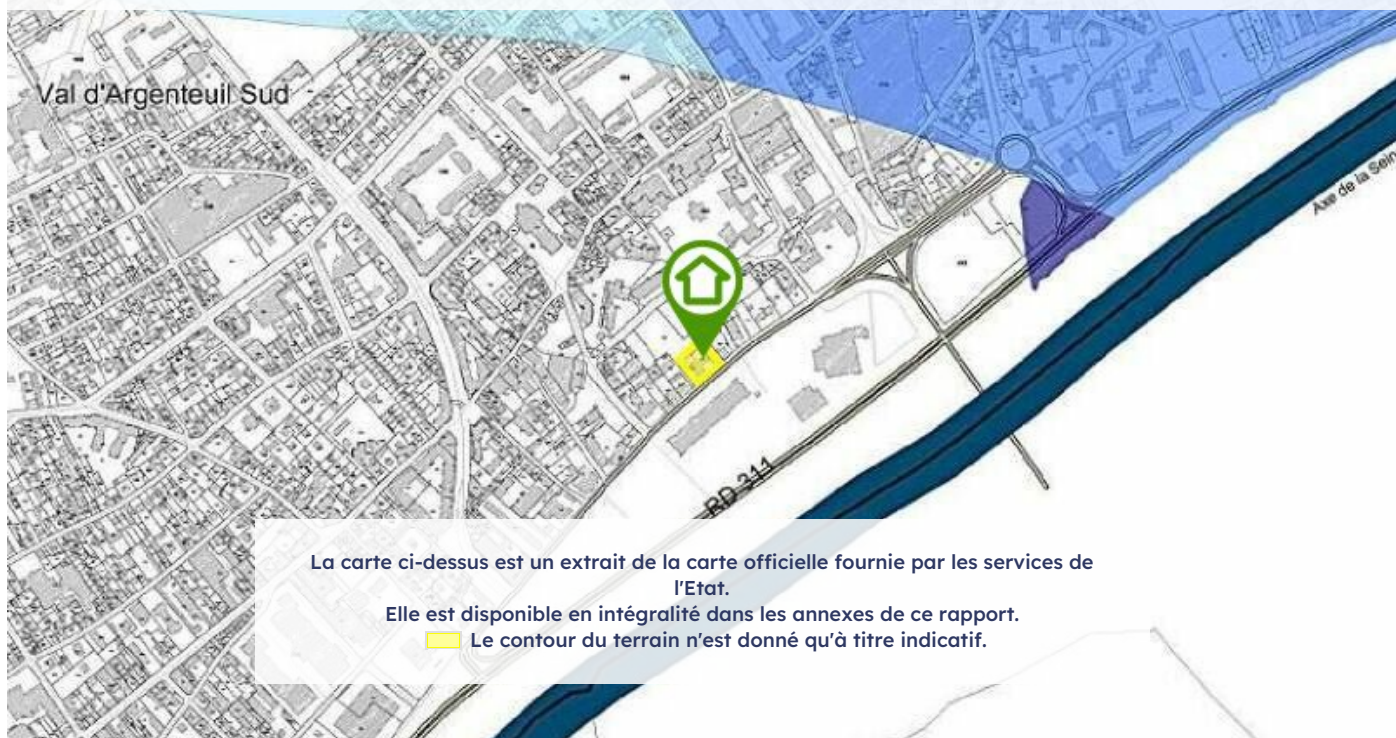 Val d'Argenteuil Sud
Axe de la Sein
RD 311
La carte ci-dessus est un extrait de la carte officielle fournie par les services de
l'Etat.
Elle est disponible en intégralité dans les annexes de ce rapport.
Le contour du terrain n'est donné qu'à titre indicatif.